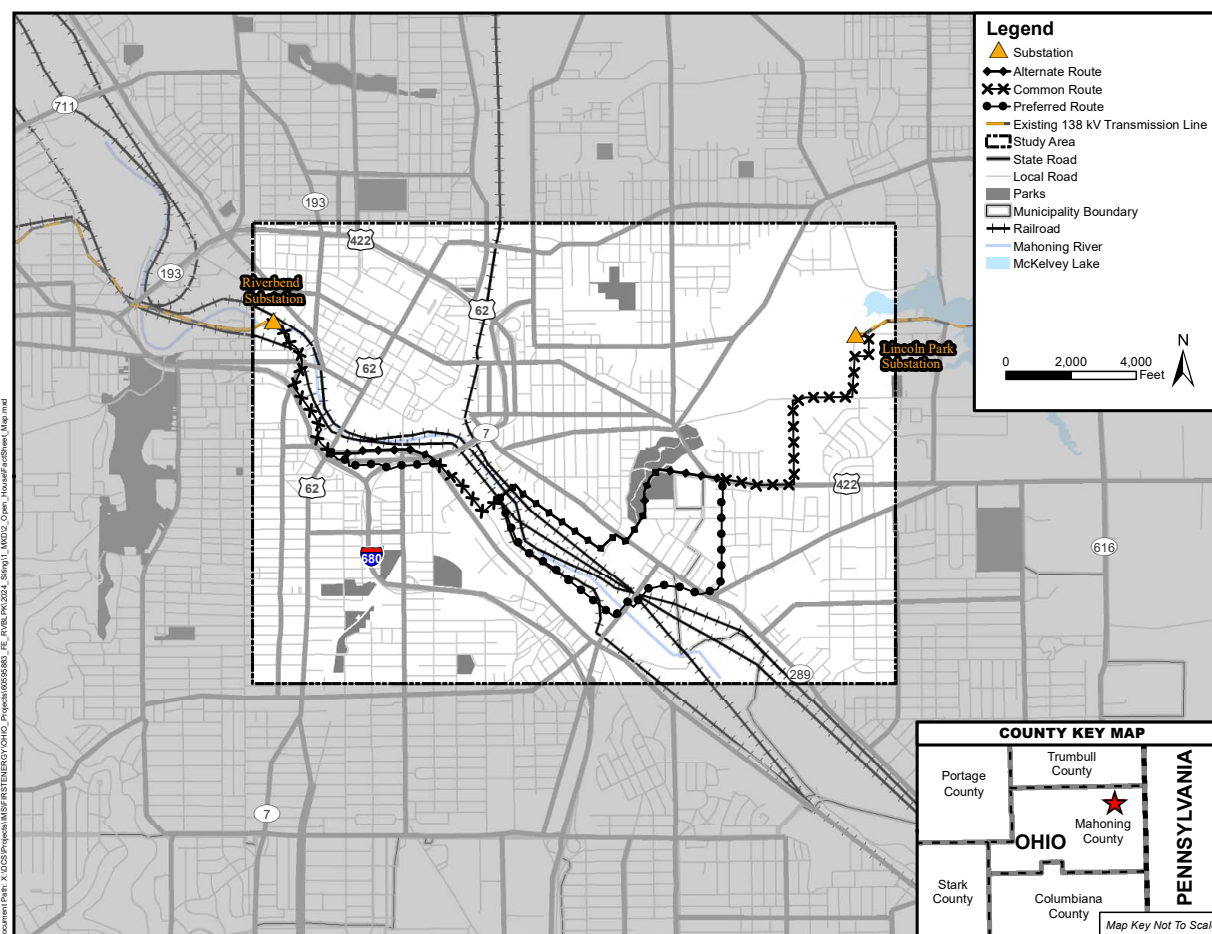 Legend
Substation
Alternate Route
Common Route
Preferred Route
Existing 138 kV Transmission Line
Study Area
State Road
Local Road
Parks
Municipality Boundary
Railroad
Mahoning River
McKelvey Lake
N
0 2,000 4,000
Feet
711
193
422
193
Riverbend
Substation
62
62
Lincoln Park
Substation
7
62
422
680
616
289
7
COUNTY KEY MAP
Portage
County
Trumbull
County
Mahoning
County
OHIO
PENNSYLVANIA
Stark
County
Columbiana
County
Map Key Not To Scal